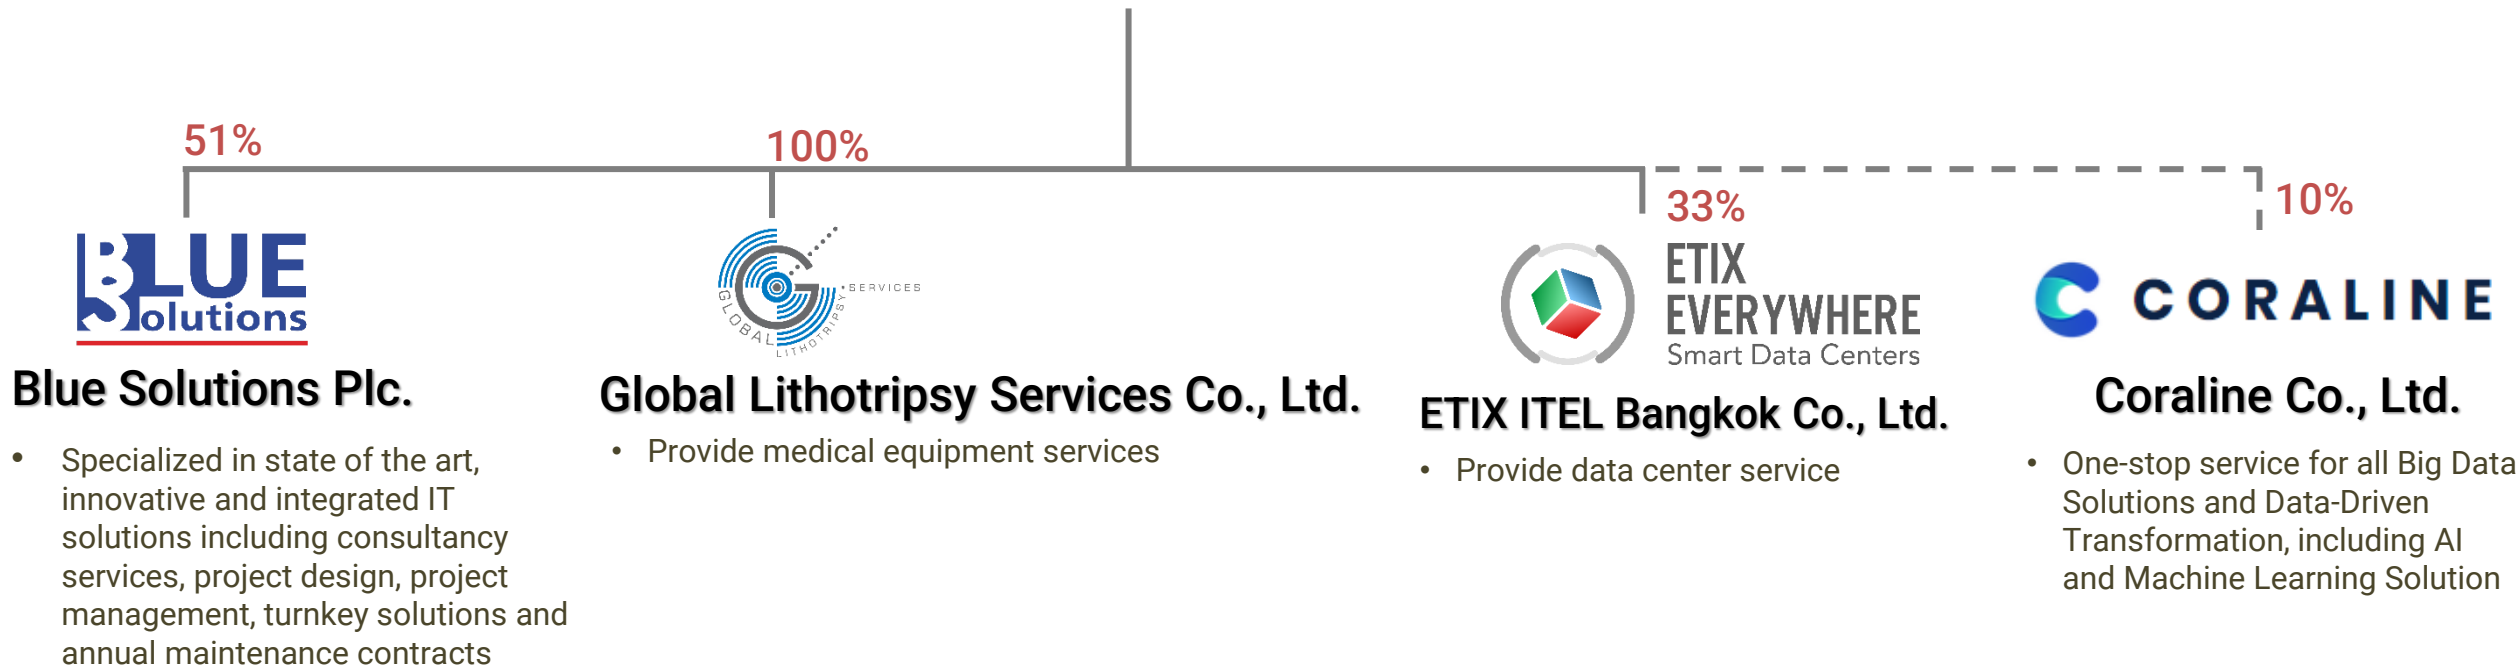 51%
100%
33%
10%
BLUE
Solutions
GLOBAL
LITHOTRIPSY
SERVICES
ETIX
EVERYWHERE
Smart Data Centers
CORALINE
Blue Solutions Plc.
• Specialized in state of the art,
innovative and integrated IT
solutions including consultancy
services, project design, project
management, turnkey solutions and
annual maintenance contracts
Global Lithotripsy Services Co., Ltd.
• Provide medical equipment services
ETIX ITEL Bangkok Co., Ltd.
• Provide data center service
Coraline Co., Ltd.
• One-stop service for all Big Data
Solutions and Data-Driven
Transformation, including AI
and Machine Learning Solution